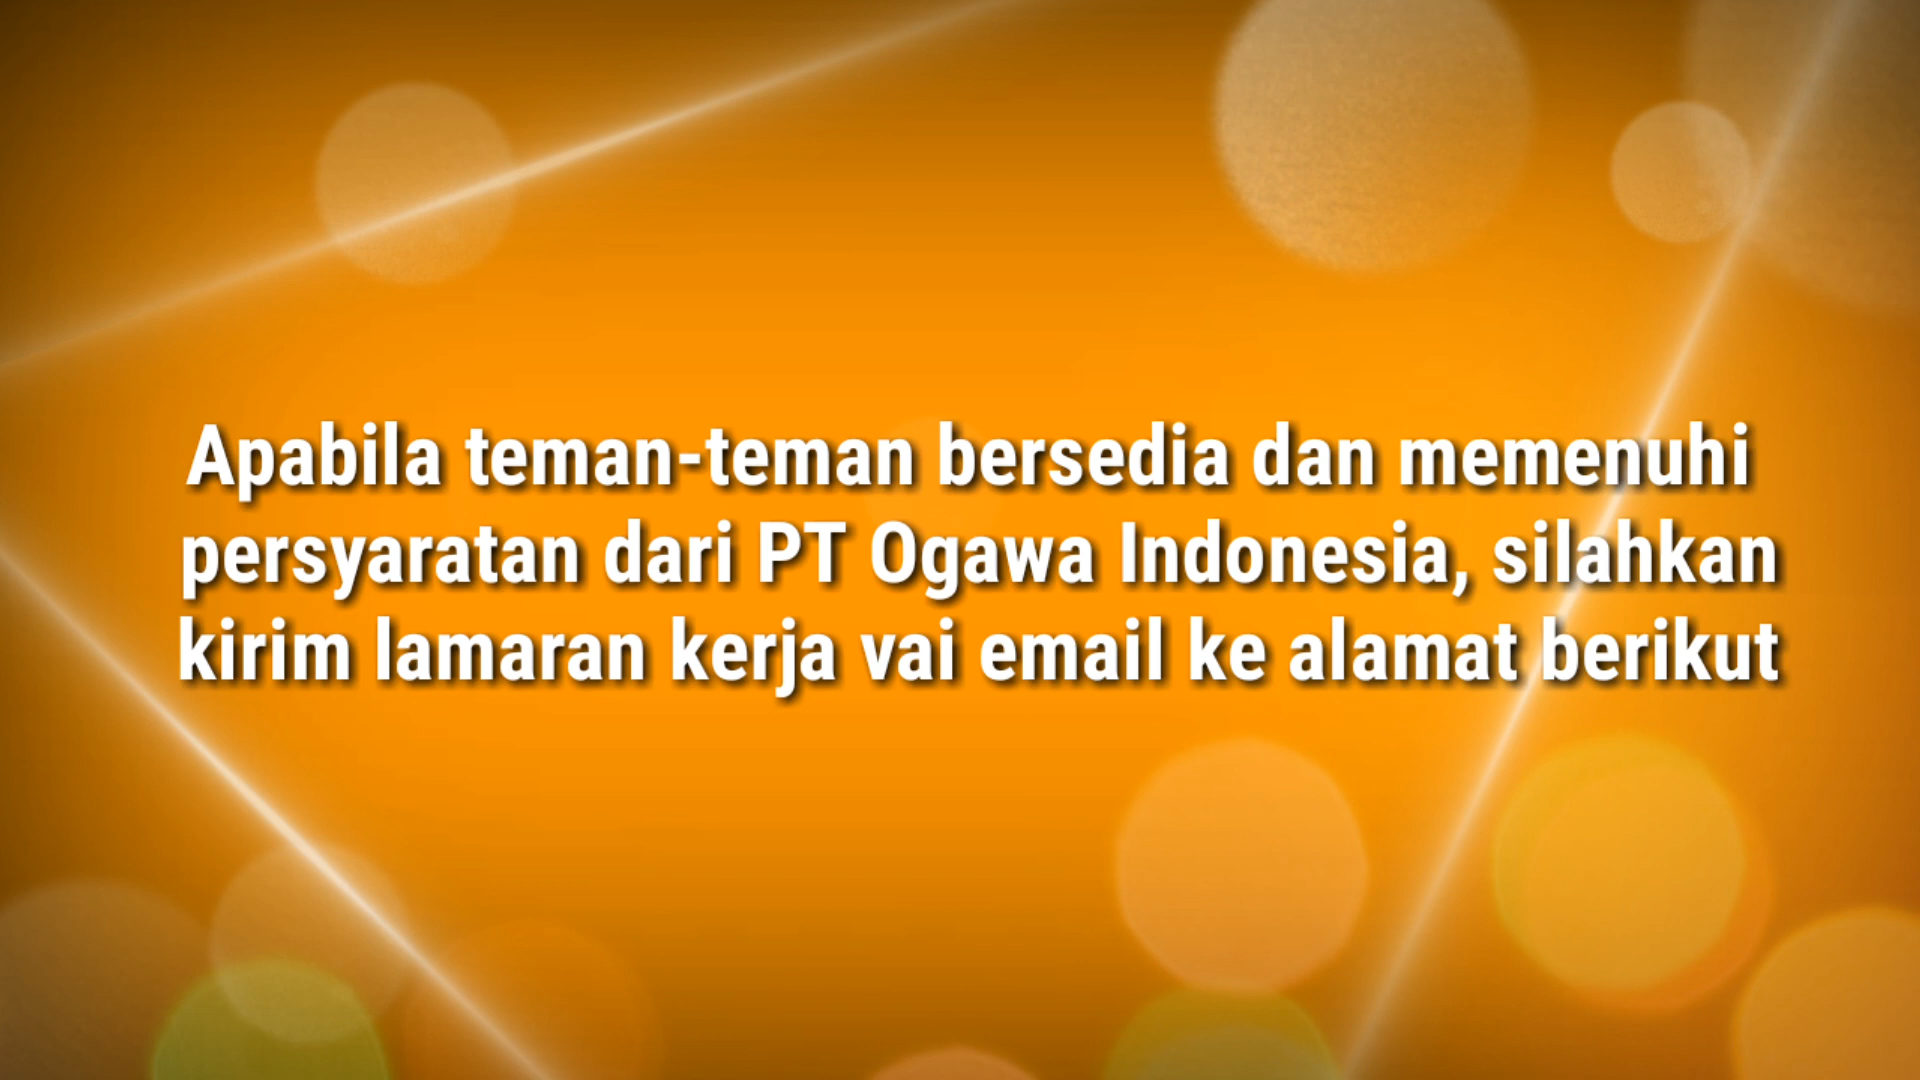 Apabila teman-teman bersedia dan memenuhi
persyaratan dari PT Ogawa Indonesia, silahkan
kirim lamaran kerja vai email ke alamat berikut